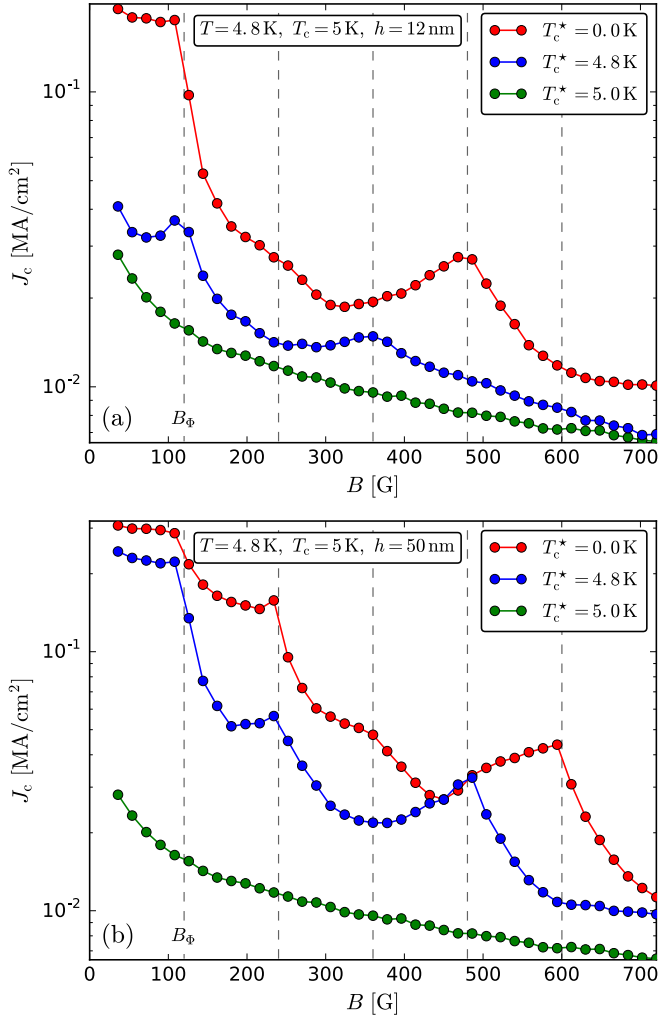 T = 4.8 K, T_c = 5 K, h = 12 nm
T_c^⋆ = 0.0 K
T_c^⋆ = 4.8 K
T_c^⋆ = 5.0 K
10^−1
10^−2
J_c [MA/cm^2]
(a)
B_Φ
0 100 200 300 400 500 600 700
B [G]
T = 4.8 K, T_c = 5 K, h = 50 nm
T_c^⋆ = 0.0 K
T_c^⋆ = 4.8 K
T_c^⋆ = 5.0 K
10^−1
10^−2
J_c [MA/cm^2]
(b)
B_Φ
0 100 200 300 400 500 600 700
B [G]